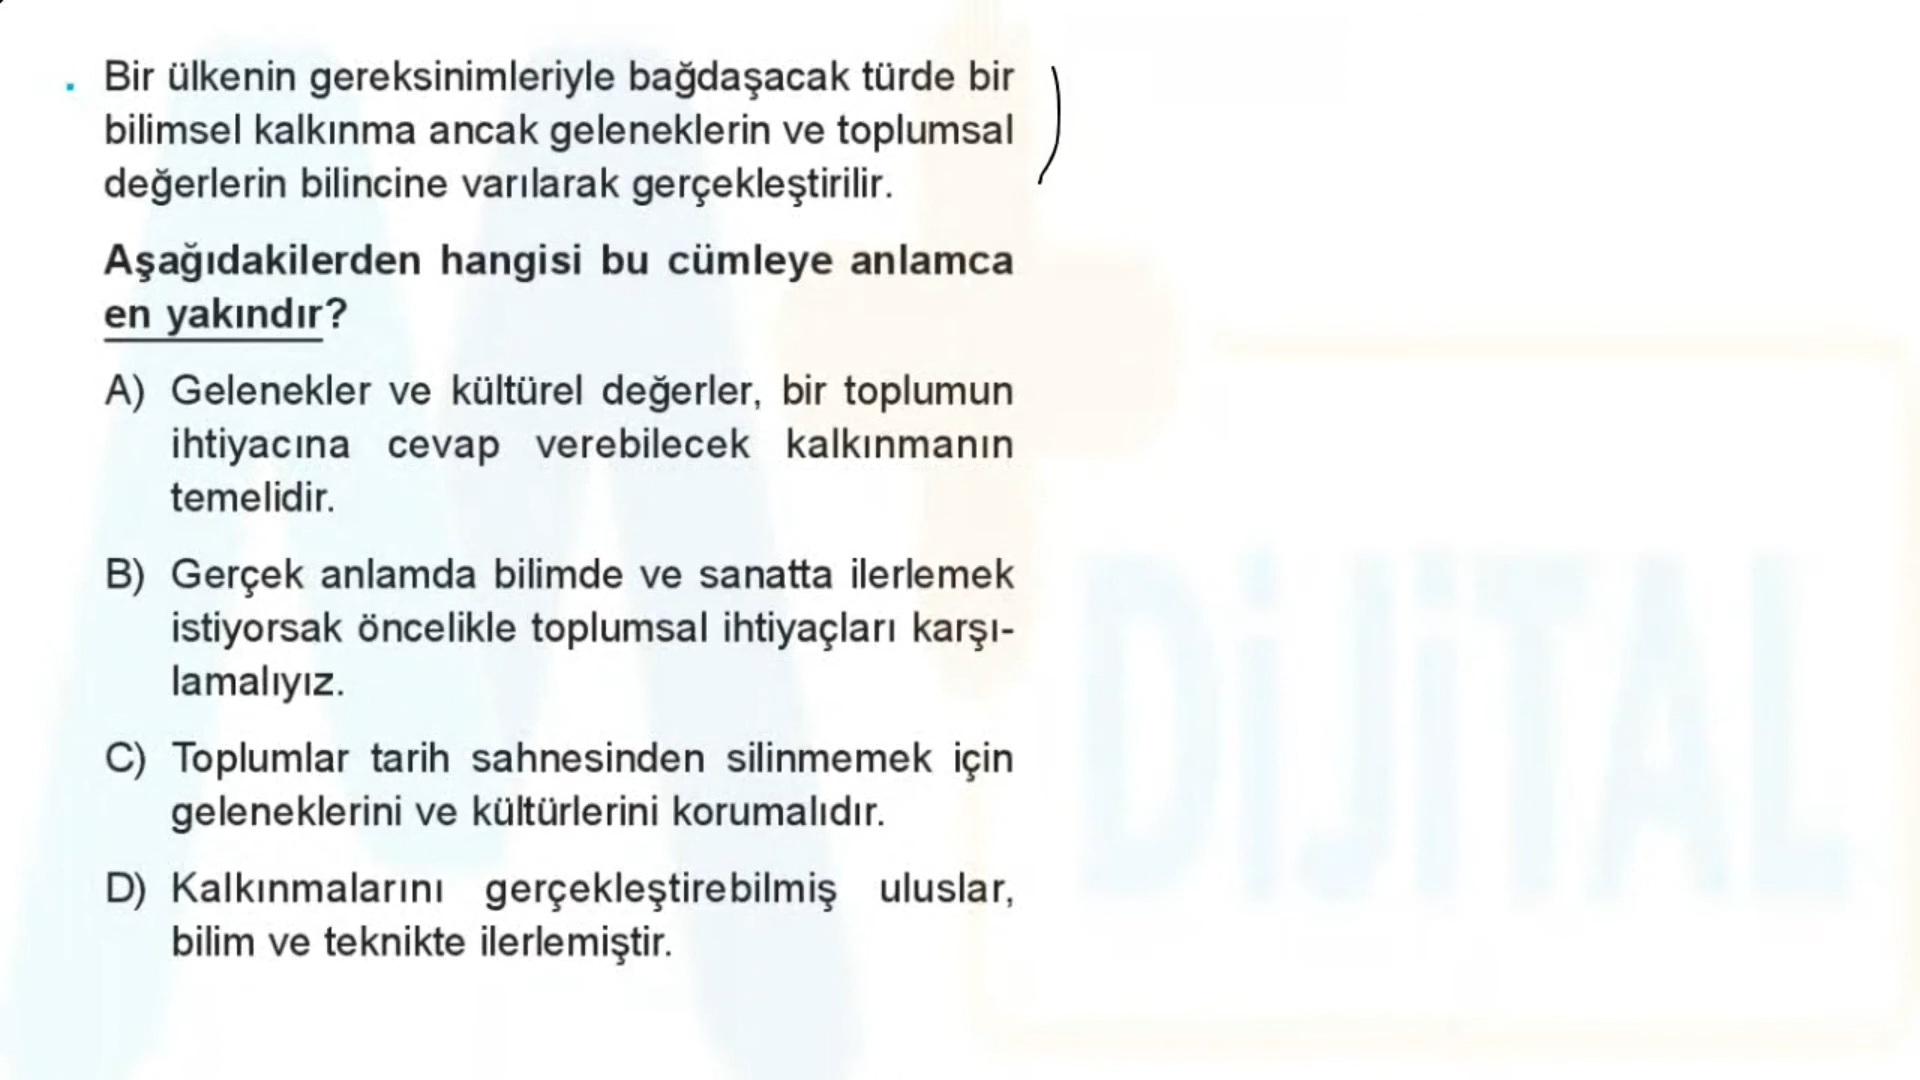 . Bir ülkenin gereksinimleriyle bağdaşacak türde bir
bilimsel kalkınma ancak geleneklerin ve toplumsal
değerlerin bilincine varılarak gerçekleştirilir.
Aşağıdakilerden hangisi bu cümleye anlamca
en yakındır?
A) Gelenekler ve kültürel değerler, bir toplumun
ihtiyacına cevap verebilecek kalkınmanın
temelidir.
B) Gerçek anlamda bilimde ve sanatta ilerlemek
istiyorsak öncelikle toplumsal ihtiyaçları karşı-
lamalıyız.
C) Toplumlar tarih sahnesinden silinmemek için
geleneklerini ve kültürlerini korumalıdır.
D) Kalkınmalarını gerçekleştirebilmiş uluslar,
bilim ve teknikte ilerlemiştir.
DİJİTAL